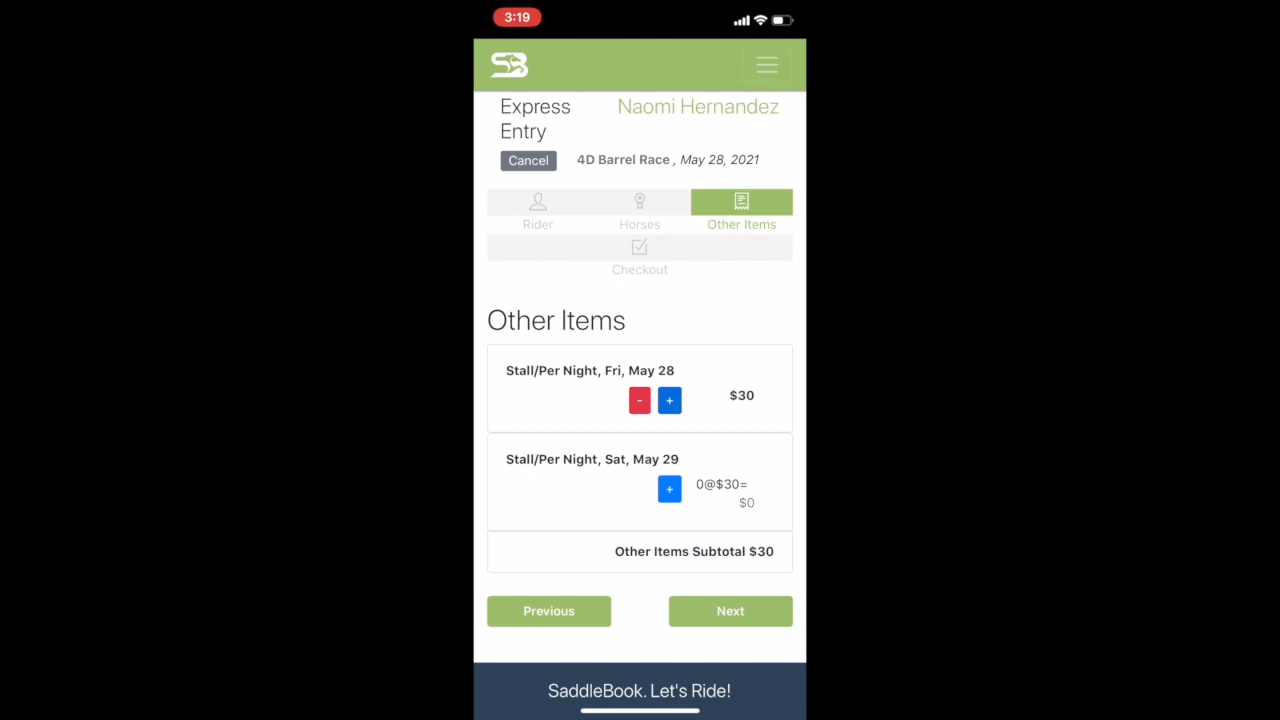 3:19
SB
Express Entry
Naomi Hernandez
Cancel
4D Barrel Race , May 28, 2021
Rider
Horses
Other Items
Checkout
Other Items
Stall/Per Night, Fri, May 28
- + $30
Stall/Per Night, Sat, May 29
+ 0@$30=
$0
Other Items Subtotal $30
Previous
Next
SaddleBook. Let's Ride!